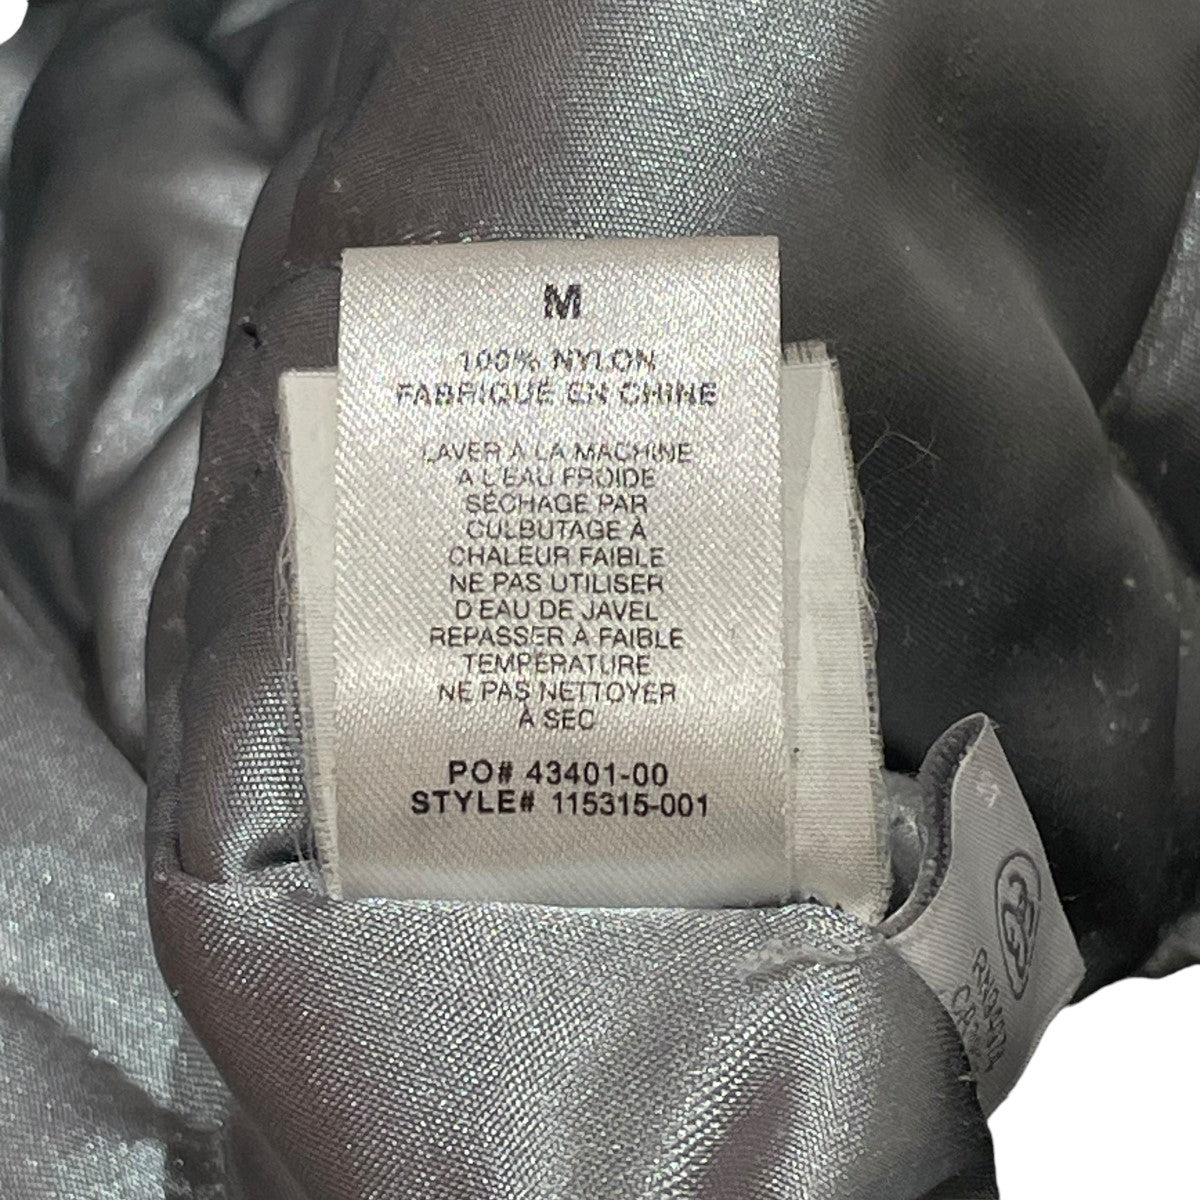 M
100% NYLON
FABRIQUÉ EN CHINE
LAVER À LA MACHINE
A L'EAU FROIDE
SÉCHAGE PAR
CULBUTAGE À
CHALEUR FAIBLE
NE PAS UTILISER
D'EAU DE JAVEL
REPASSER À FAIBLE
TEMPÉRATURE
NE PAS NETTOYER
À SEC
PO# 43401-00
STYLE# 115315-001